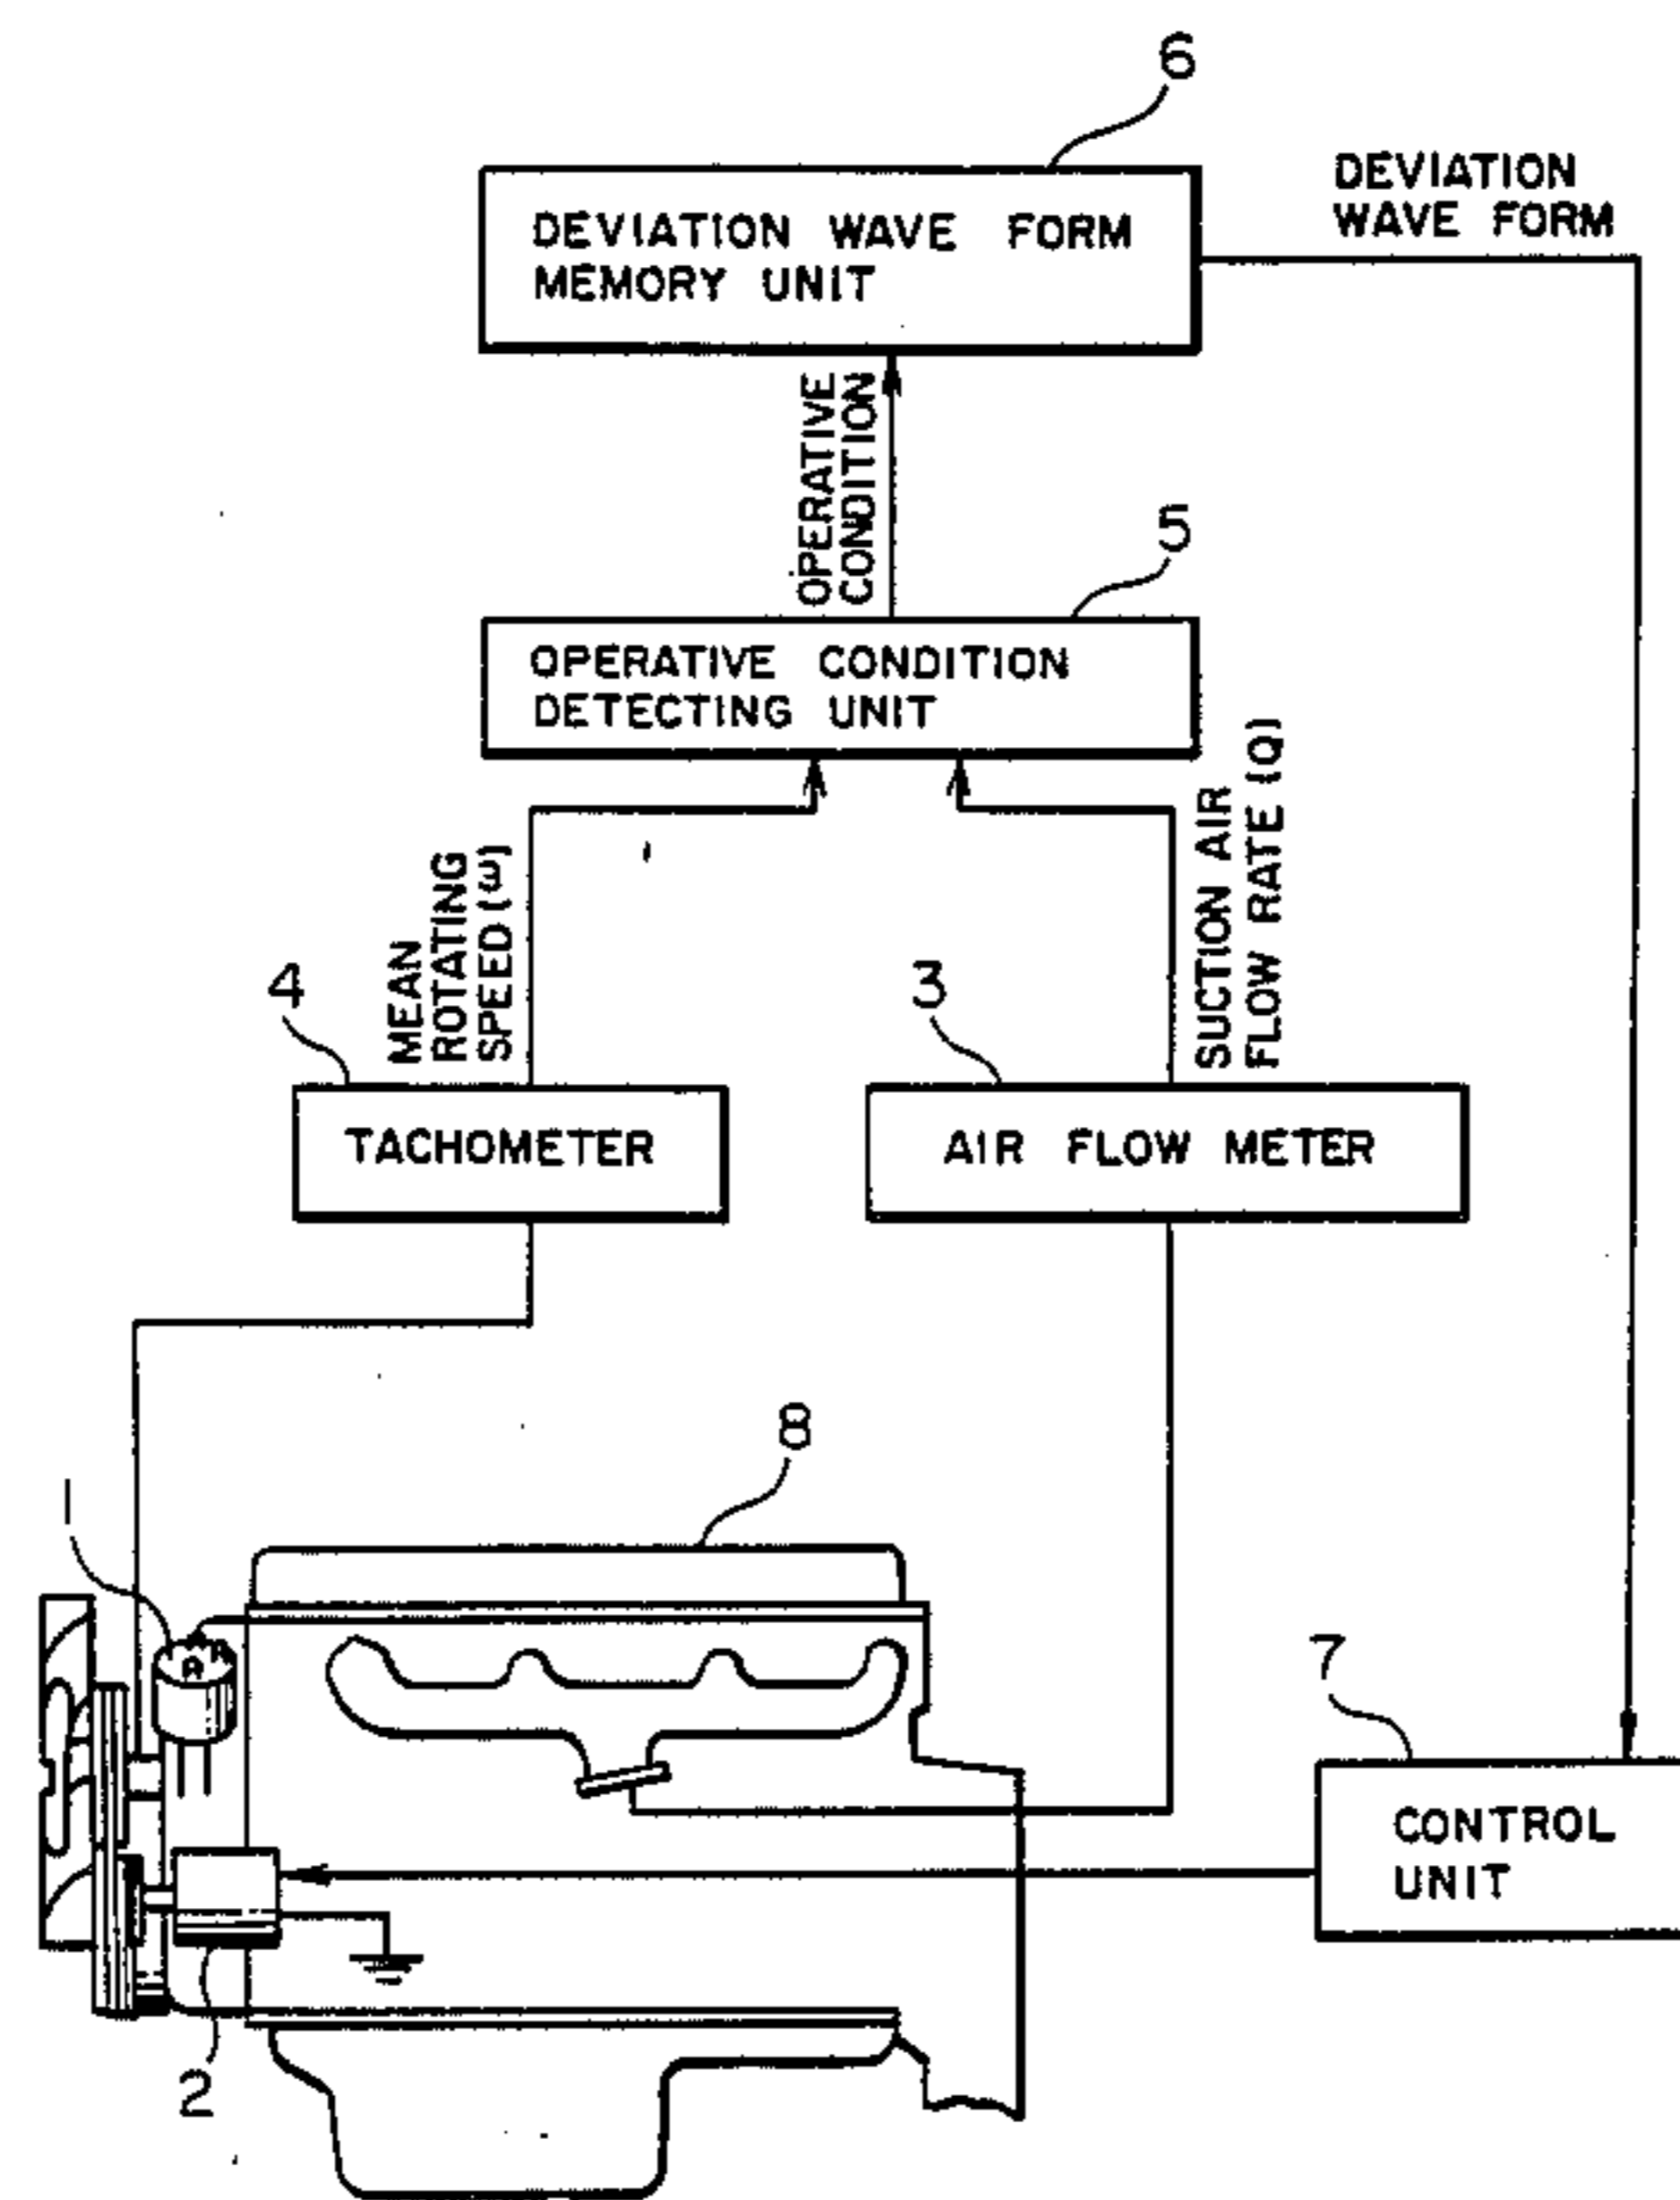 6
DEVIATION
WAVE FORM
DEVIATION WAVE FORM
MEMORY UNIT
OPERATIVE
CONDITION
5
OPERATIVE CONDITION
DETECTING UNIT
MEAN
ROTATING
SPEED (ω)
SUCTION AIR
FLOW RATE (Q)
4
3
TACHOMETER
AIR FLOW METER
8
1
7
CONTROL
UNIT
2